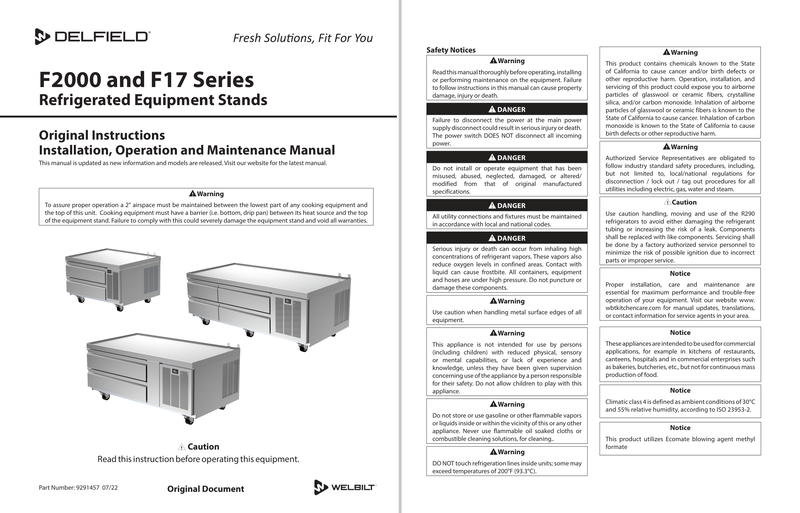 DELFIELD®
Fresh Solutions, Fit For You
F2000 and F17 Series
Refrigerated Equipment Stands
Original Instructions
Installation, Operation and Maintenance Manual
This manual is updated as new information and models are released. Visit our website for the latest manual.
⚠Warning
To assure proper operation a 2" airspace must be maintained between the lowest part of any cooking equipment and
the top of this unit. Cooking equipment must have a barrier (i.e. bottom, drip pan) between its heat source and the top
of the equipment stand. Failure to comply with this could severely damage the equipment stand and void all warranties.
⚠ Caution
Read this instruction before operating this equipment.
Part Number: 9291457 07/22
Original Document
WELBILT®
Safety Notices
⚠Warning
Read this manual thoroughly before operating, installing
or performing maintenance on the equipment. Failure
to follow instructions in this manual can cause property
damage, injury or death.
⚠ DANGER
Failure to disconnect the power at the main power
supply disconnect could result in serious injury or death.
The power switch DOES NOT disconnect all incoming
power.
⚠ DANGER
Do not install or operate equipment that has been
misused, abused, neglected, damaged, or altered/
modified from that of original manufactured
specifications.
⚠ DANGER
All utility connections and fixtures must be maintained
in accordance with local and national codes.
⚠ DANGER
Serious injury or death can occur from inhaling high
concentrations of refrigerant vapors. These vapors also
reduce oxygen levels in confined areas. Contact with
liquid can cause frostbite. All containers, equipment
and hoses are under high pressure. Do not puncture or
damage these components.
⚠Warning
Use caution when handling metal surface edges of all
equipment.
⚠Warning
This appliance is not intended for use by persons
(including children) with reduced physical, sensory
or mental capabilities, or lack of experience and
knowledge, unless they have been given supervision
concerning use of the appliance by a person responsible
for their safety. Do not allow children to play with this
appliance.
⚠Warning
Do not store or use gasoline or other flammable vapors
or liquids inside or within the vicinity of this or any other
appliance. Never use flammable oil soaked cloths or
combustible cleaning solutions, for cleaning..
⚠Warning
DO NOT touch refrigeration lines inside units; some may
exceed temperatures of 200°F (93.3°C).
⚠Warning
This product contains chemicals known to the State
of California to cause cancer and/or birth defects or
other reproductive harm. Operation, installation, and
servicing of this product could expose you to airborne
particles of glasswool or ceramic fibers, crystalline
silica, and/or carbon monoxide. Inhalation of airborne
particles of glasswool or ceramic fibers is known to the
State of California to cause cancer. Inhalation of carbon
monoxide is known to the State of California to cause
birth defects or other reproductive harm.
⚠Warning
Authorized Service Representatives are obligated to
follow industry standard safety procedures, including,
but not limited to, local/national regulations for
disconnection / lock out / tag out procedures for all
utilities including electric, gas, water and steam.
⚠ Caution
Use caution handling, moving and use of the R290
refrigerators to avoid either damaging the refrigerant
tubing or increasing the risk of a leak. Components
shall be replaced with like components. Servicing shall
be done by a factory authorized service personnel to
minimize the risk of possible ignition due to incorrect
parts or improper service.
Notice
Proper installation, care and maintenance are
essential for maximum performance and trouble-free
operation of your equipment. Visit our website www.
wbtkitchencare.com for manual updates, translations,
or contact information for service agents in your area.
Notice
These appliances are intended to be used for commercial
applications, for example in kitchens of restaurants,
canteens, hospitals and in commercial enterprises such
as bakeries, butcheries, etc., but not for continuous mass
production of food.
Notice
Climatic class 4 is defined as ambient conditions of 30°C
and 55% relative humidity, according to ISO 23953-2.
Notice
This product utilizes Ecomate blowing agent methyl
formate